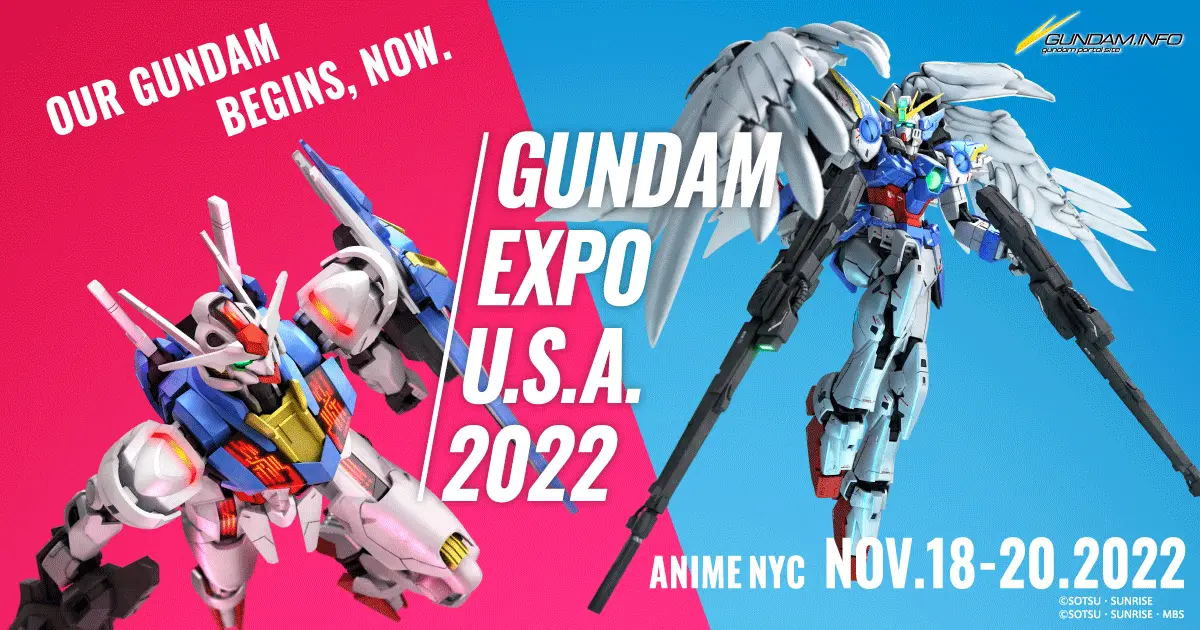 OUR GUNDAM
BEGINS, NOW.
GUNDAM.INFO
gundam portal site
GUNDAM
EXPO
U.S.A.
2022
ANIME NYC NOV.18-20.2022
©SOTSU・SUNRISE
©SOTSU・SUNRISE・MBS